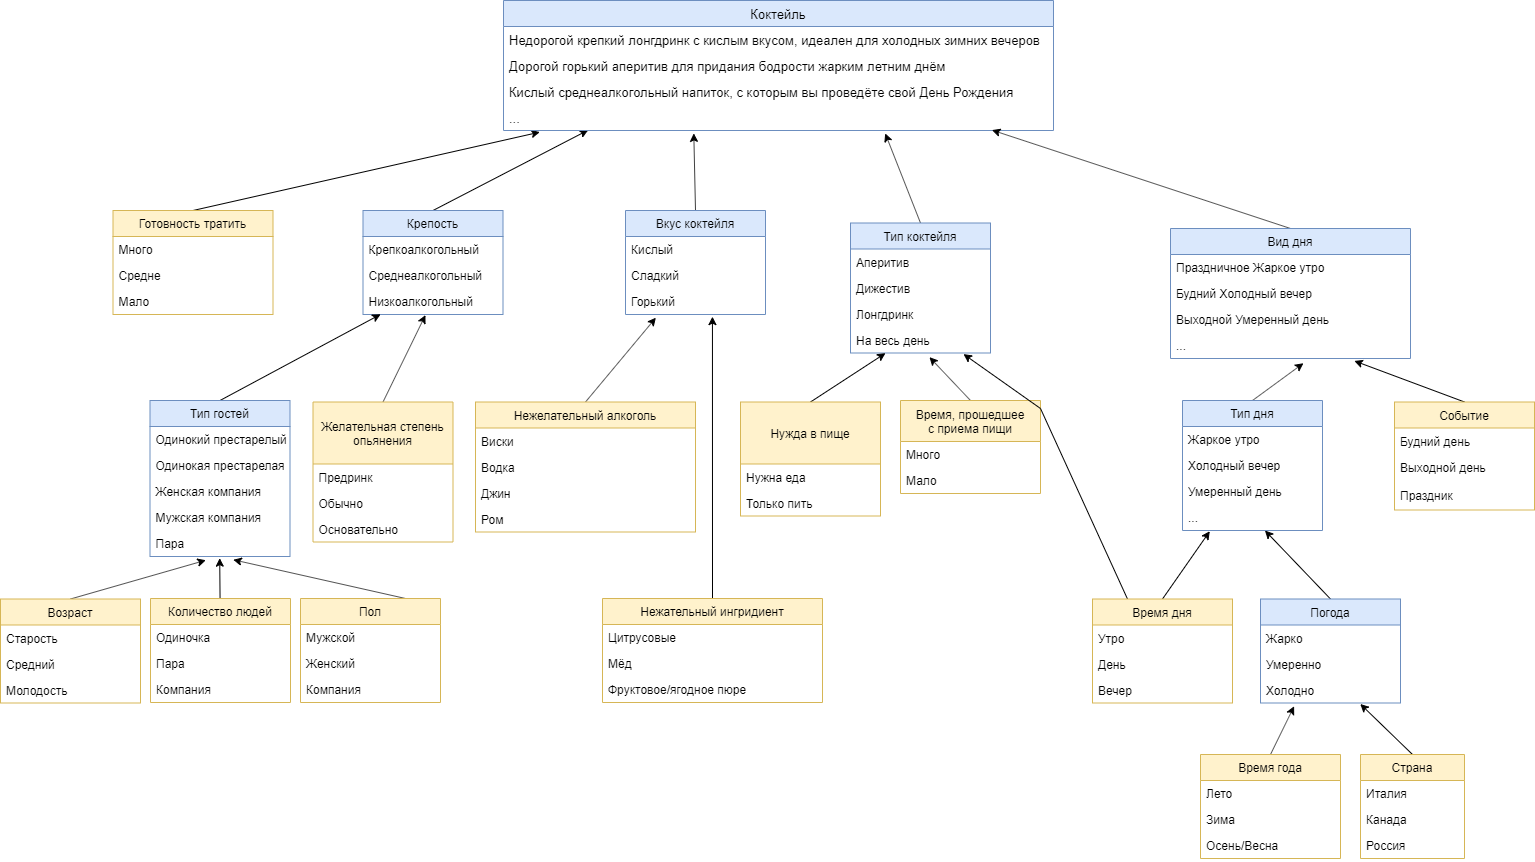 Коктейль
Недорогой крепкий лонгдринк с кислым вкусом, идеален для холодных зимних вечеров
Дорогой горький аперитив для придания бодрости жарким летним днём
Кислый среднеалкогольный напиток, с которым вы проведёте свой День Рождения
...
Готовность тратить
Много
Средне
Мало
Крепость
Крепкоалкогольный
Среднеалкогольный
Низкоалкогольный
Вкус коктейля
Кислый
Сладкий
Горький
Тип коктейля
Аперитив
Дижестив
Лонгдринк
На весь день
Вид дня
Праздничное Жаркое утро
Будний Холодный вечер
Выходной Умеренный день
...
Тип гостей
Одинокий престарелый
Одинокая престарелая
Женская компания
Мужская компания
Пара
Желательная степень
опьянения
Предринк
Обычно
Основательно
Нежелательный алкоголь
Виски
Водка
Джин
Ром
Нужда в пище
Нужна еда
Только пить
Время, прошедшее
с приема пищи
Много
Мало
Тип дня
Жаркое утро
Холодный вечер
Умеренный день
...
Событие
Будний день
Выходной день
Праздник
Возраст
Старость
Средний
Молодость
Количество людей
Одиночка
Пара
Компания
Пол
Мужской
Женский
Компания
Нежательный ингридиент
Цитрусовые
Мёд
Фруктовое/ягодное пюре
Время дня
Утро
День
Вечер
Погода
Жарко
Умеренно
Холодно
Время года
Лето
Зима
Осень/Весна
Страна
Италия
Канада
Россия